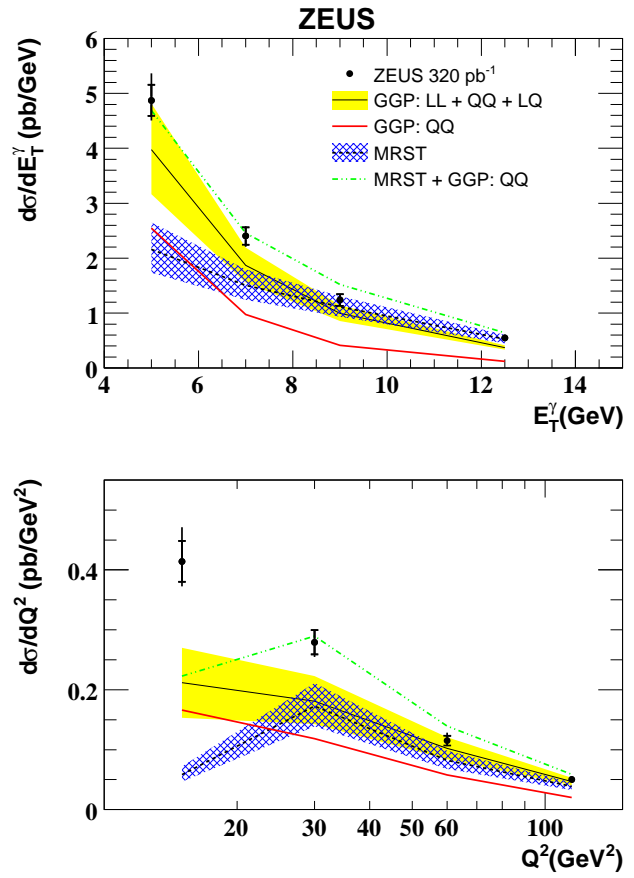 ZEUS
dσ/dE_T^γ (pb/GeV)
6
5
4
3
2
1
0
ZEUS 320 pb⁻¹
GGP: LL + QQ + LQ
GGP: QQ
MRST
MRST + GGP: QQ
4 6 8 10 12 14
E_T^γ(GeV)
dσ/dQ² (pb/GeV²)
0.4
0.2
0
20 30 40 50 60 100
Q²(GeV²)